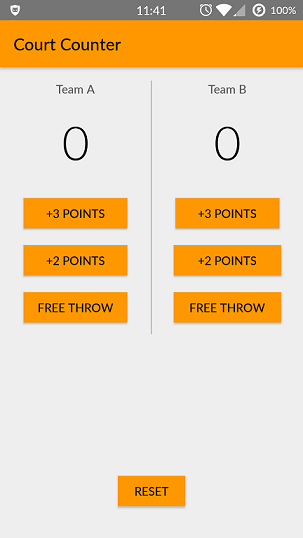 11:41 100%
Court Counter
Team A Team B
0 0
+3 POINTS +3 POINTS
+2 POINTS +2 POINTS
FREE THROW FREE THROW
RESET